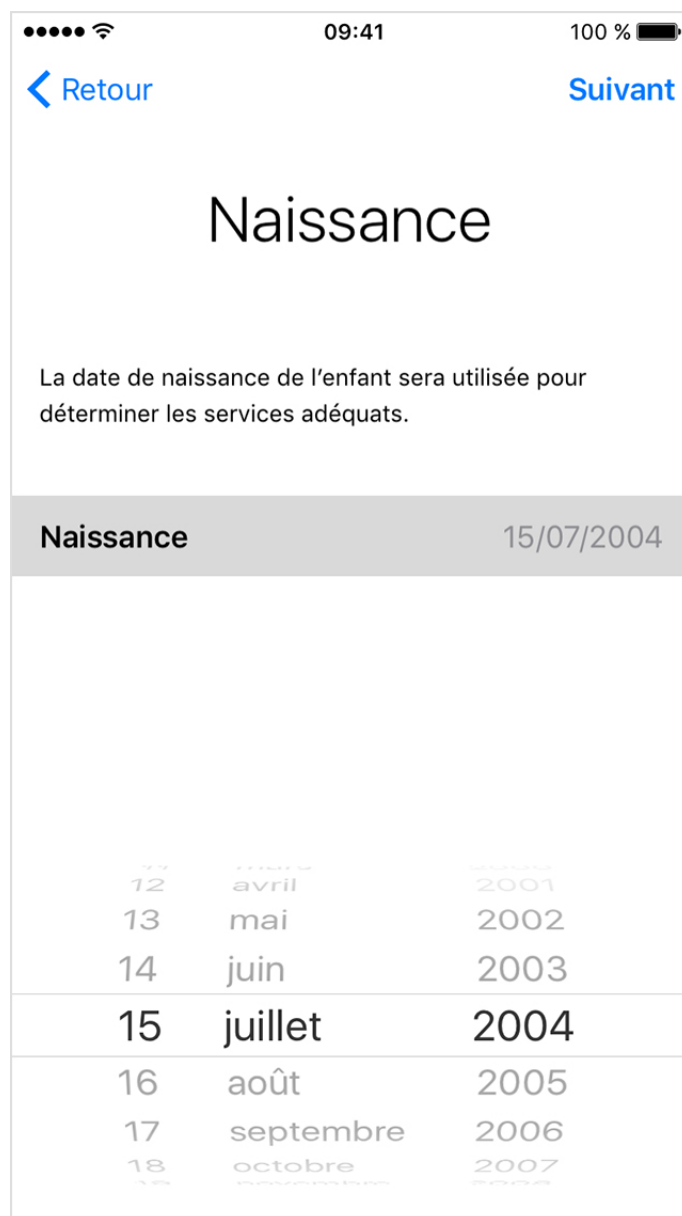 09:41
100 %
Retour
Suivant
Naissance
La date de naissance de l’enfant sera utilisée pour
déterminer les services adéquats.
Naissance 15/07/2004
12 avril 2001
13 mai 2002
14 juin 2003
15 juillet 2004
16 août 2005
17 septembre 2006
18 octobre 2007